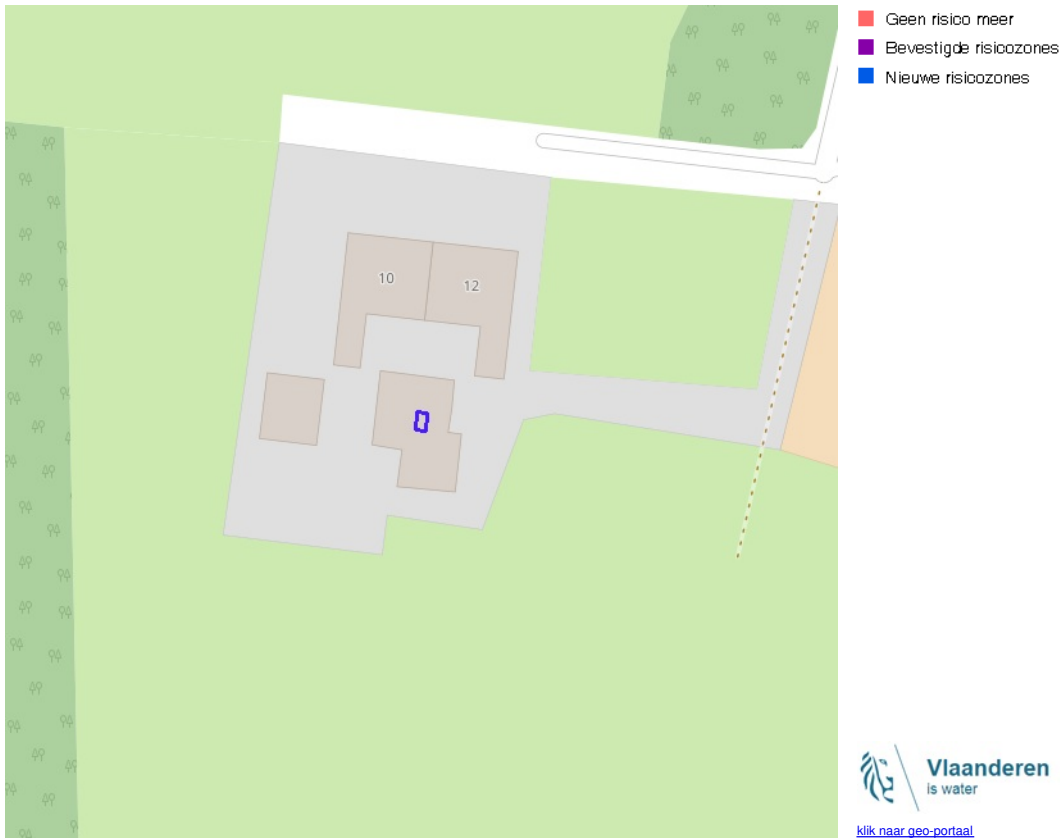 Geen risico meer
Bevestigde risicozones
Nieuwe risicozones
10
12
Vlaanderen
is water
klik naar geo-portaal